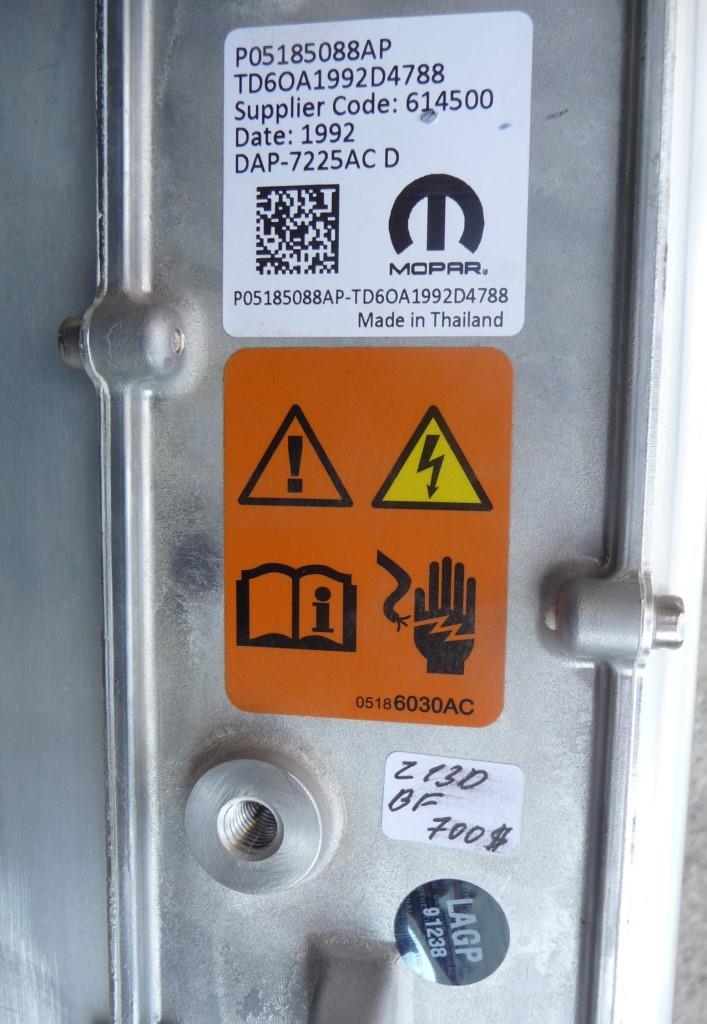 P05185088AP
TD6OA1992D4788
Supplier Code: 614500
Date: 1992
DAP-7225AC D
MOPAR
P05185088AP-TD6OA1992D4788
Made in Thailand
05186030AC
Z13D
BF
700$
LAGP
91238